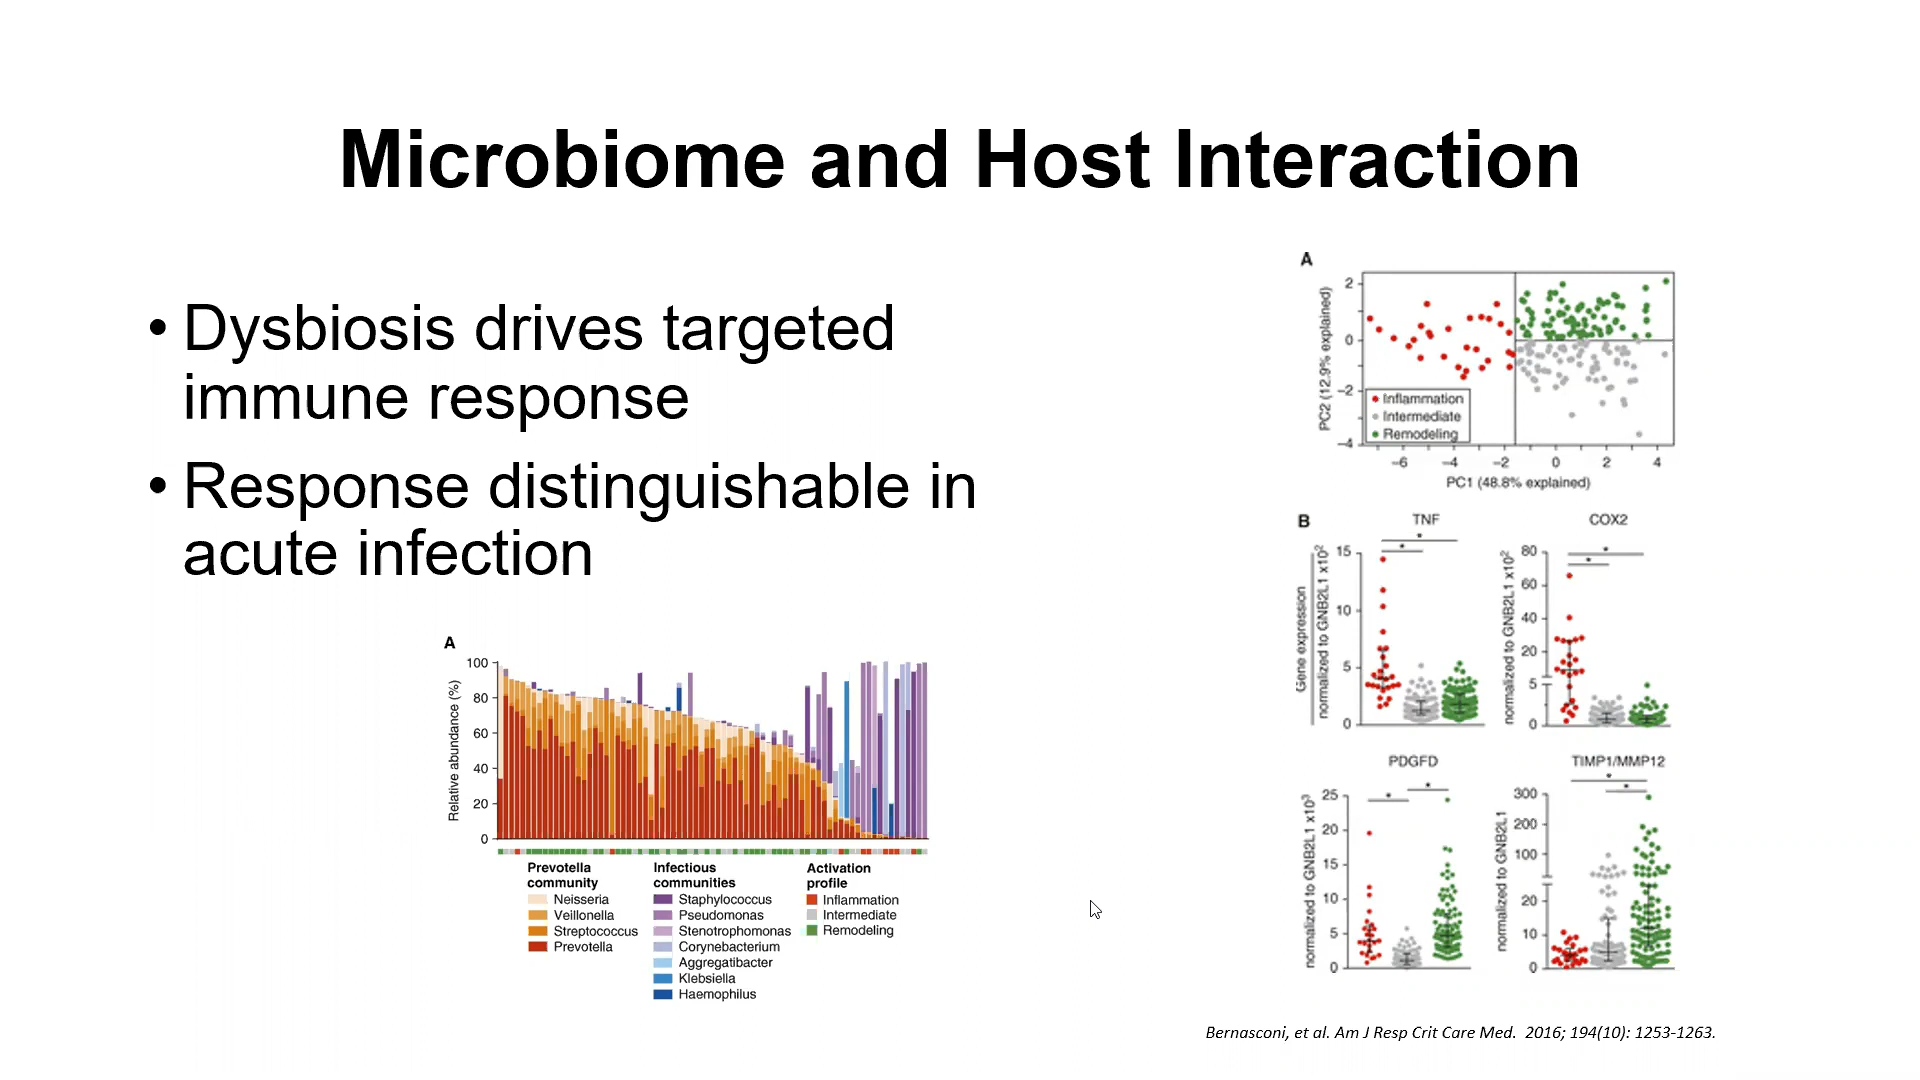 Microbiome and Host Interaction
• Dysbiosis drives targeted
immune response
• Response distinguishable in
acute infection
A
Relative abundance (%)
100
80
60
40
20
0
Prevotella
community
Neisseria
Veillonella
Streptococcus
Prevotella
Infectious
communities
Staphylococcus
Pseudomonas
Stenotrophomonas
Corynebacterium
Aggregatibacter
Klebsiella
Haemophilus
Activation
profile
Inflammation
Intermediate
Remodeling
A
PC2 (12.9% explained)
2
0
−2
−4
Inflammation
Intermediate
Remodeling
−6 −4 −2 0 2 4
PC1 (48.8% explained)
B
TNF
Gene expression
normalized to GNB2L1 x10²
15
10
5
0
* *
COX2
normalized to GNB2L1 x10²
80
60
40
20
5
0
* *
PDGFD
normalized to GNB2L1 x10³
25
20
15
10
5
0
* *
TIMP1/MMP12
normalized to GNB2L1
300
200
100
20
10
0
* *
Bernasconi, et al. Am J Resp Crit Care Med. 2016; 194(10): 1253-1263.